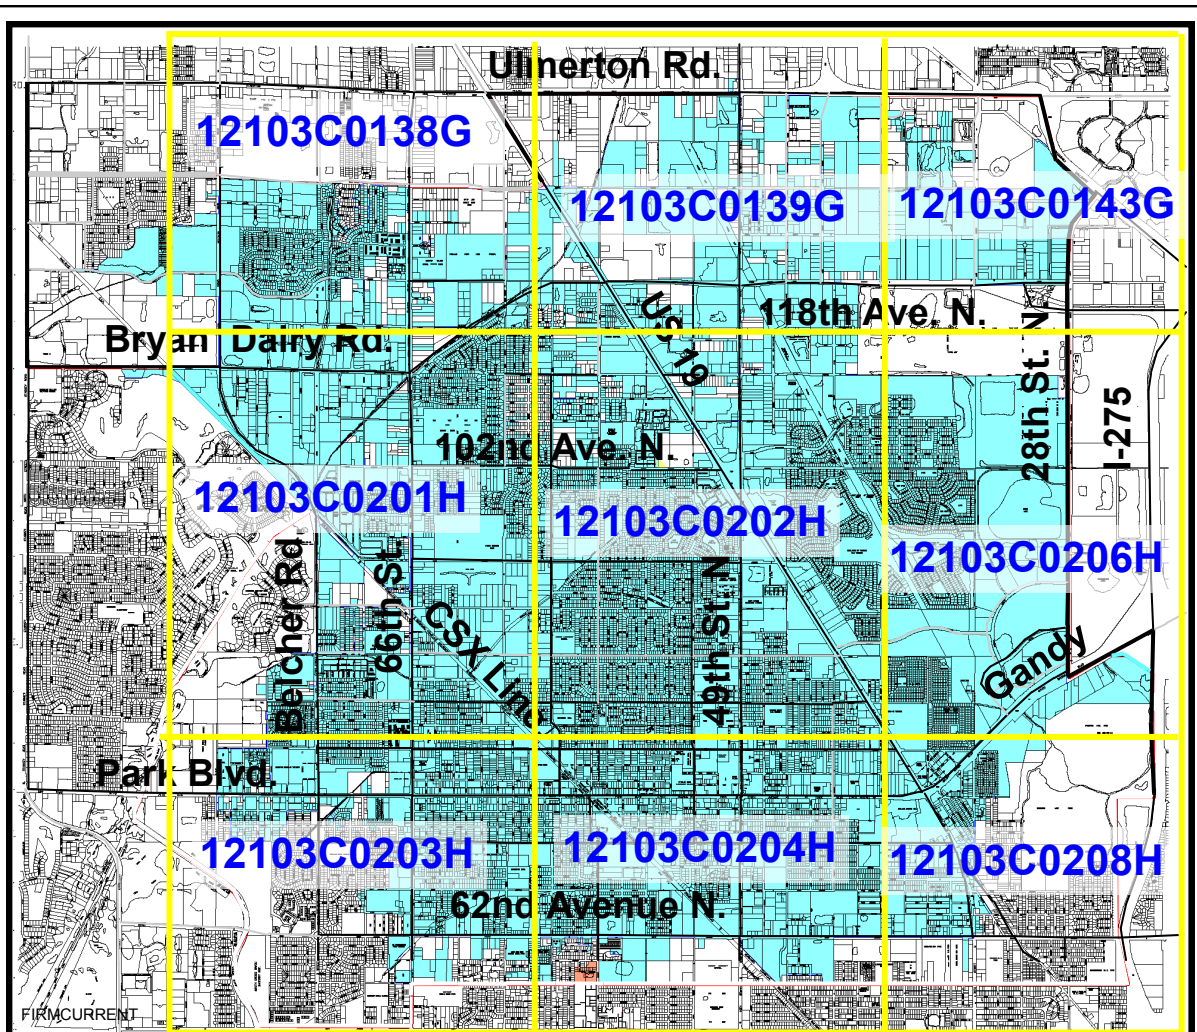 Ulmerton Rd.
RD.
12103C0138G
12103C0139G
12103C0143G
US 19
118th Ave. N.
Bryan Dairy Rd.
28th St. N
I-275
102nd Ave. N.
12103C0201H
12103C0202H
12103C0206H
Belcher Rd
66th St
CSX Line
49th St. N
Gandy
Park Blvd.
12103C0203H
12103C0204H
12103C0208H
62nd Avenue N.
FIRMCURRENT